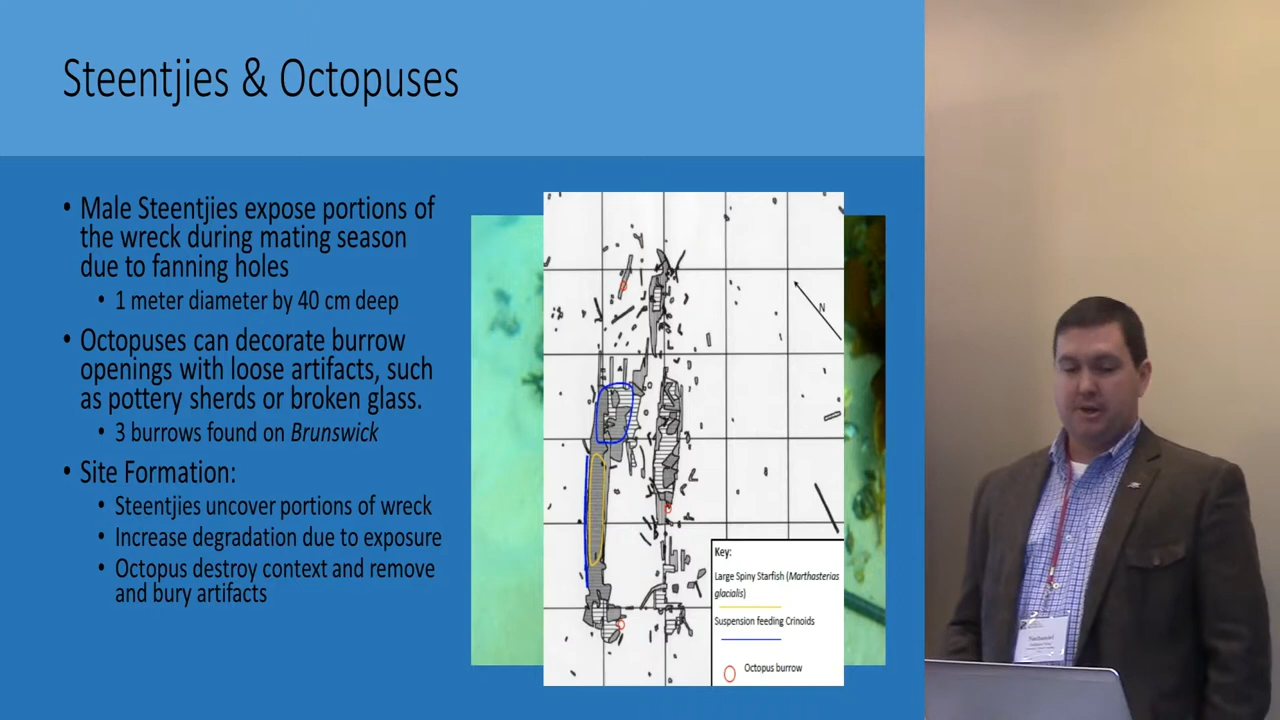 Steentjies & Octopuses
• Male Steentjies expose portions of
the wreck during mating season
due to fanning holes
• 1 meter diameter by 40 cm deep
• Octopuses can decorate burrow
openings with loose artifacts, such
as pottery sherds or broken glass.
• 3 burrows found on Brunswick
• Site Formation:
• Steentjies uncover portions of wreck
• Increase degradation due to exposure
• Octopus destroy context and remove
and bury artifacts
N
Key:
Large Spiny Starfish (Marthasterias
glacialis)
Suspension feeding Crinoids
Octopus burrow
Nathaniel